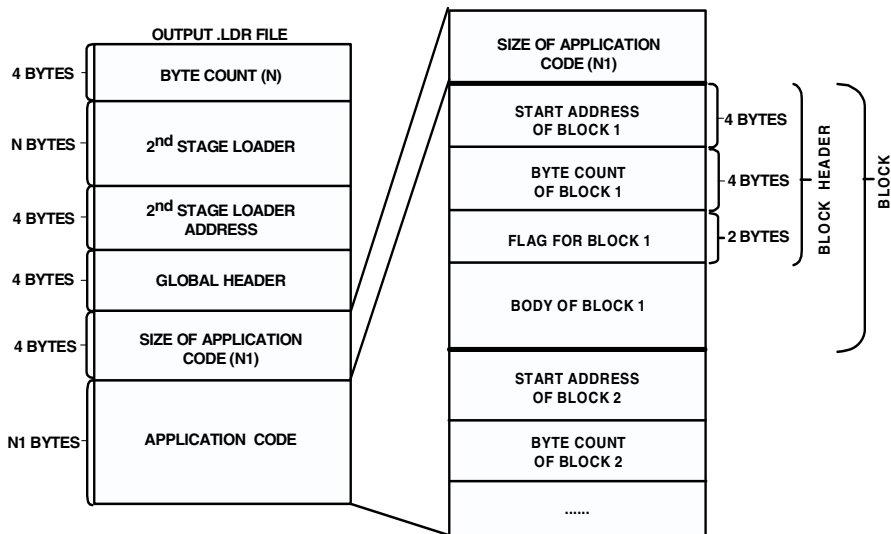 OUTPUT .LDR FILE
4 BYTES
BYTE COUNT (N)
N BYTES
2nd STAGE LOADER
4 BYTES
2nd STAGE LOADER
ADDRESS
4 BYTES
GLOBAL HEADER
4 BYTES
SIZE OF APPLICATION
CODE (N1)
N1 BYTES
APPLICATION CODE
SIZE OF APPLICATION
CODE (N1)
START ADDRESS
OF BLOCK 1
4 BYTES
BYTE COUNT
OF BLOCK 1
4 BYTES
FLAG FOR BLOCK 1
2 BYTES
BODY OF BLOCK 1
BLOCK HEADER
BLOCK
START ADDRESS
OF BLOCK 2
BYTE COUNT
OF BLOCK 2
......